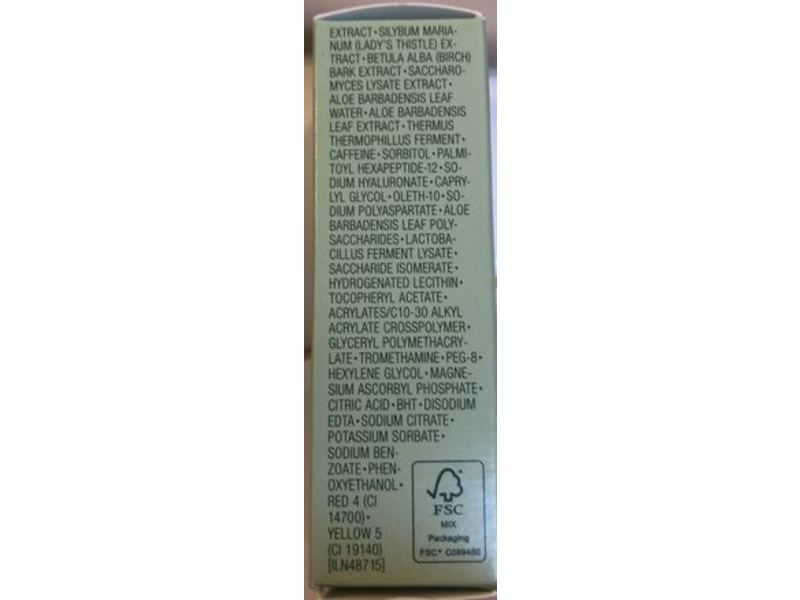 EXTRACT • SILYBUM MARIA-
NUM (LADY'S THISTLE) EX-
TRACT • BETULA ALBA (BIRCH)
BARK EXTRACT • SACCHARO-
MYCES LYSATE EXTRACT •
ALOE BARBADENSIS LEAF
WATER • ALOE BARBADENSIS
LEAF EXTRACT • THERMUS
THERMOPHILLUS FERMENT •
CAFFEINE • SORBITOL • PALMI-
TOYL HEXAPEPTIDE-12 • SO-
DIUM HYALURONATE • CAPRY-
LYL GLYCOL • OLETH-10 • SO-
DIUM POLYASPARTATE • ALOE
BARBADENSIS LEAF POLY-
SACCHARIDES • LACTOBA-
CILLUS FERMENT LYSATE •
SACCHARIDE ISOMERATE •
HYDROGENATED LECITHIN •
TOCOPHERYL ACETATE •
ACRYLATES/C10-30 ALKYL
ACRYLATE CROSSPOLYMER •
GLYCERYL POLYMETHACRY-
LATE • TROMETHAMINE • PEG-8 •
HEXYLENE GLYCOL • MAGNE-
SIUM ASCORBYL PHOSPHATE •
CITRIC ACID • BHT • DISODIUM
EDTA • SODIUM CITRATE •
POTASSIUM SORBATE •
SODIUM BEN-
ZOATE • PHEN-
OXYETHANOL •
RED 4 (CI
14700) •
YELLOW 5
(CI 19140)
[ILN48715]
FSC
MIX
Packaging
FSC® C089480